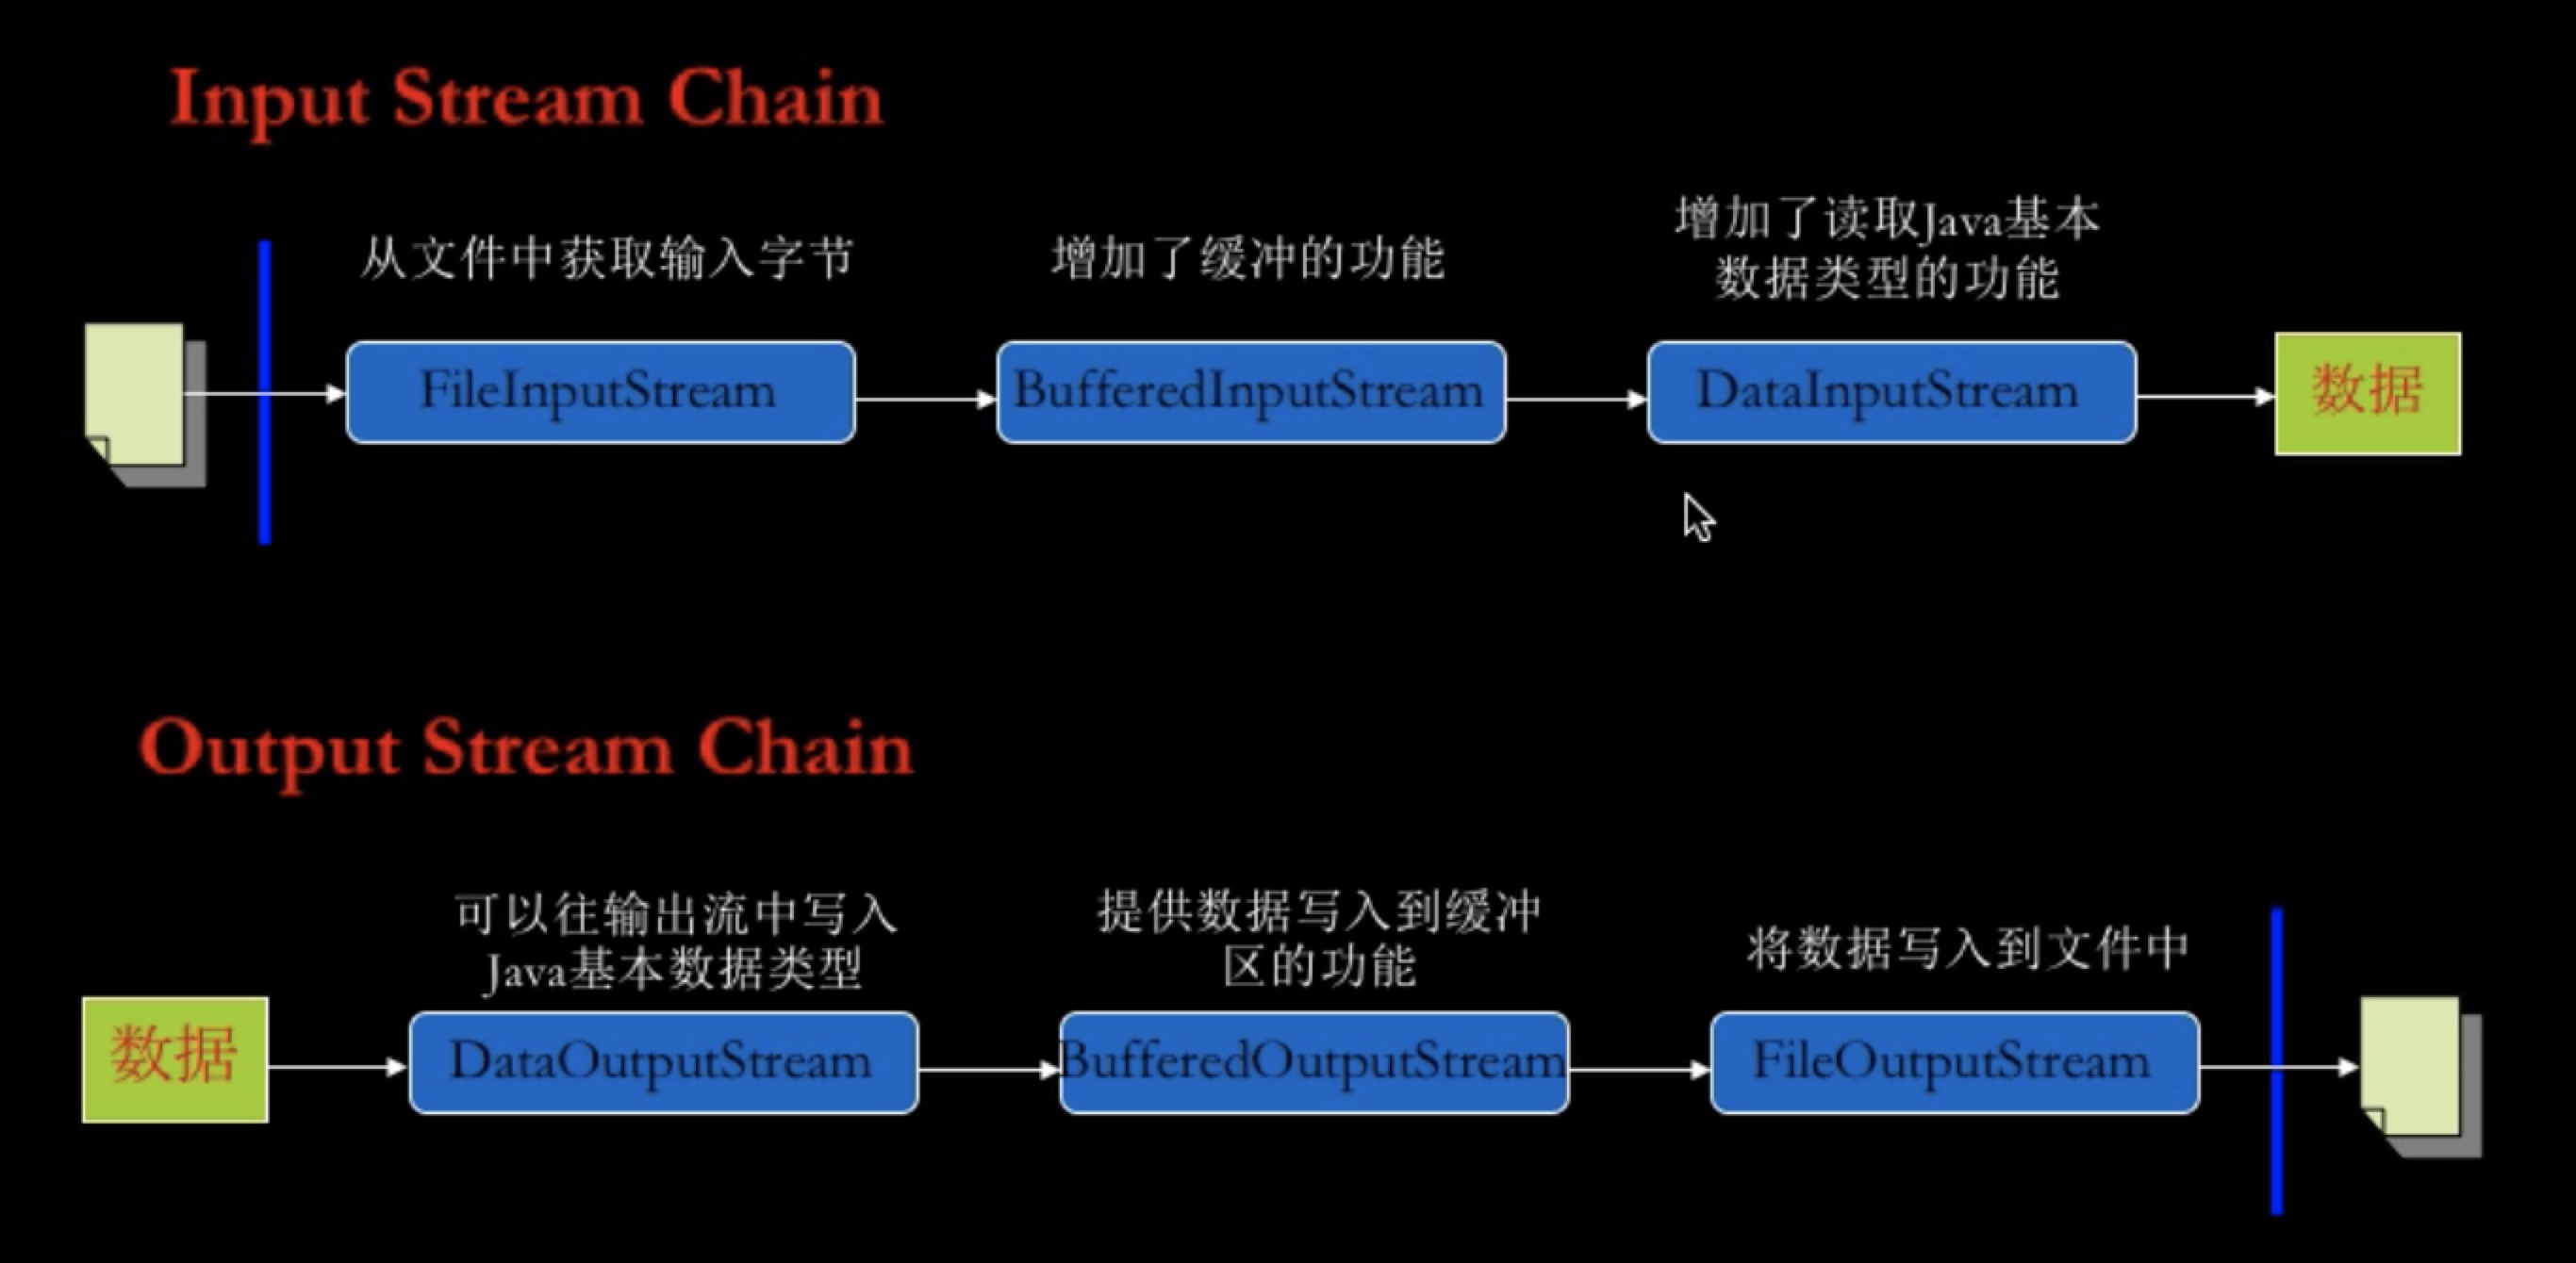 Input Stream Chain
从文件中获取输入字节
增加了缓冲的功能
增加了读取Java基本
数据类型的功能
FileInputStream
BufferedInputStream
DataInputStream
数据
Output Stream Chain
可以往输出流中写入
Java基本数据类型
提供数据写入到缓冲
区的功能
将数据写入到文件中
数据
DataOutputStream
BufferedOutputStream
FileOutputStream